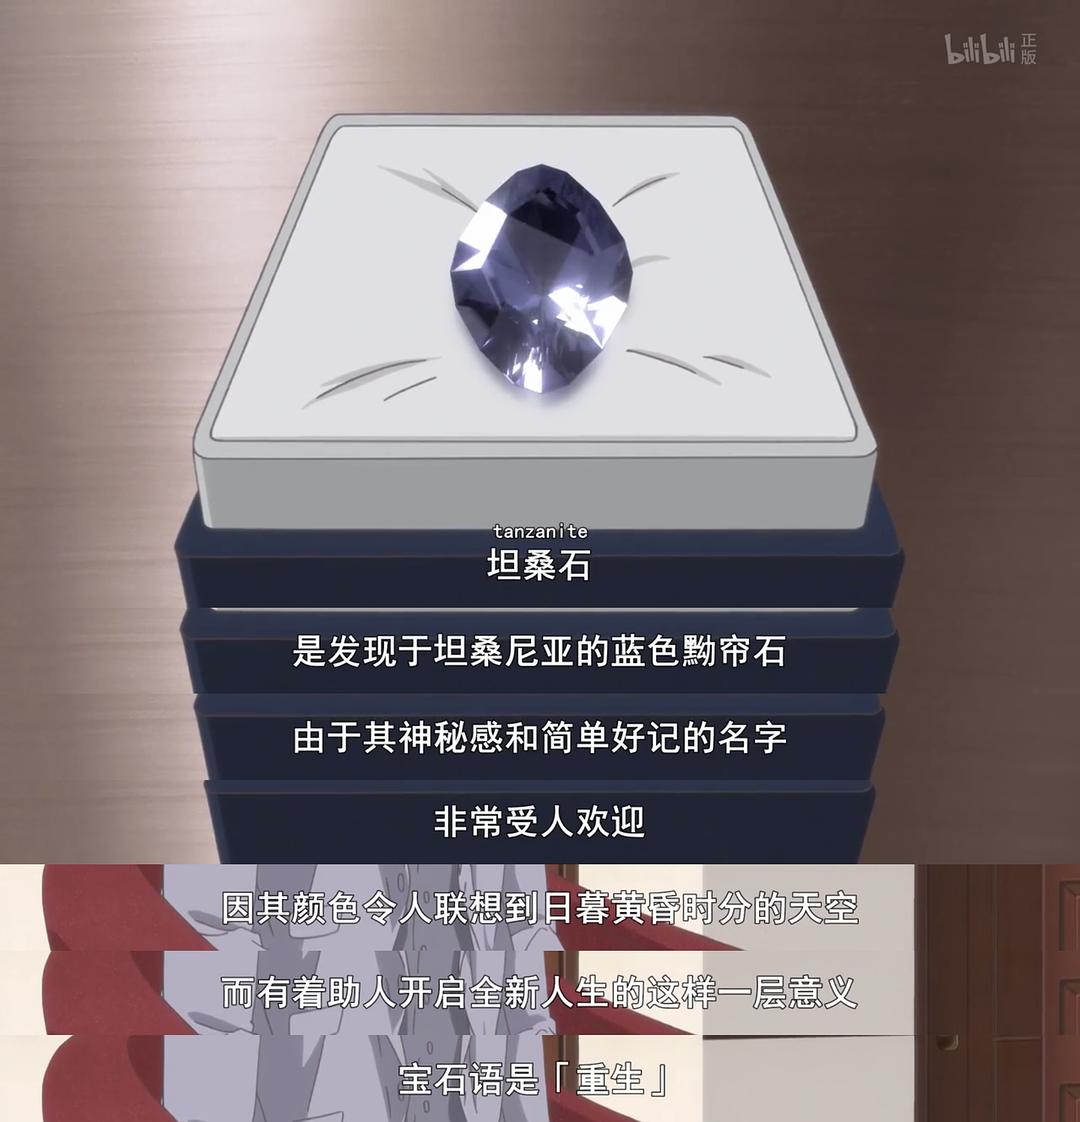 bilibili 正版
tanzanite
坦桑石
是发现于坦桑尼亚的蓝色黝帘石
由于其神秘感和简单好记的名字
非常受人欢迎
因其颜色令人联想到日暮黄昏时分的天空
而有着助人开启全新人生的这样一层意义
宝石语是「重生」